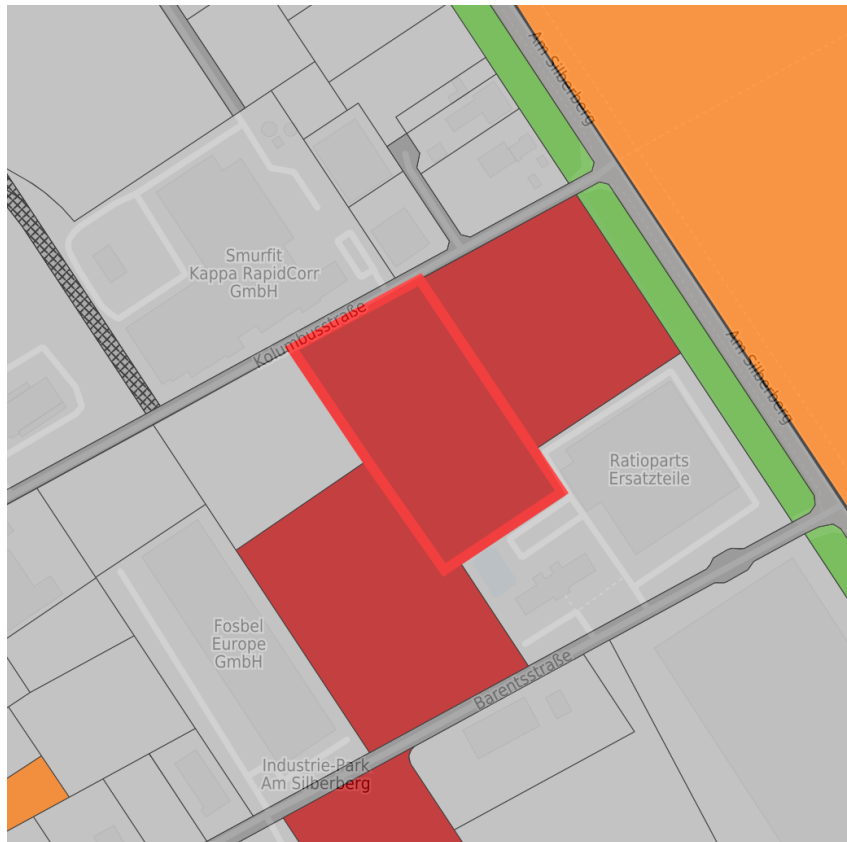 Am Silberberg
Smurfit
Kappa RapidCorr
GmbH
Kolumbusstraße
Am Silberberg
Ratioparts
Ersatzteile
Fosbel
Europe
GmbH
Barentsstraße
Industrie-Park
Am Silberberg